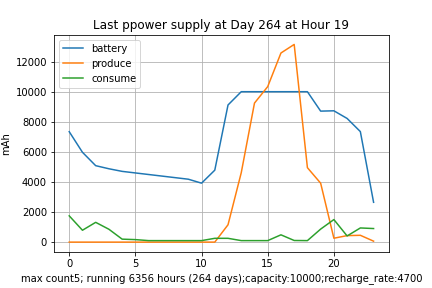 Last ppower supply at Day 264 at Hour 19
battery
produce
consume
12000
10000
8000
6000
4000
2000
0
mAh
0 5 10 15 20
max count5; running 6356 hours (264 days);capacity:10000;recharge_rate:4700